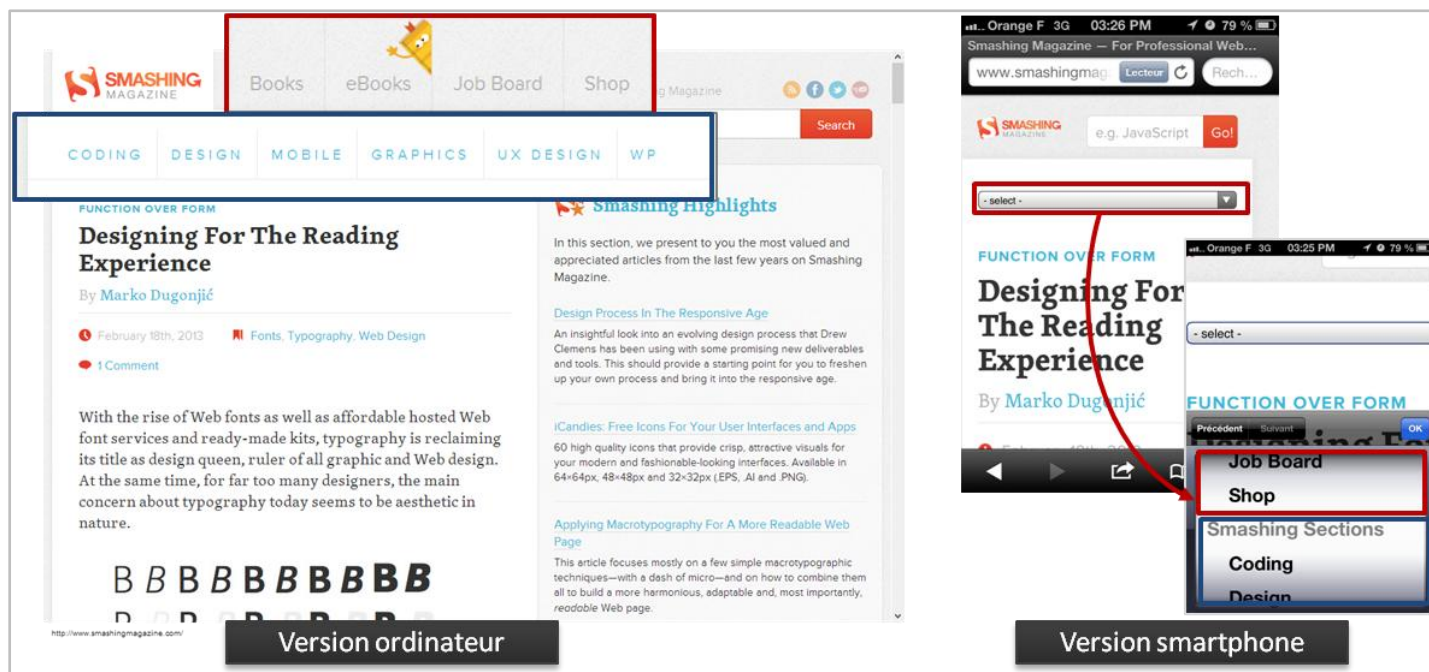 SMASHING
MAGAZINE
Books eBooks Job Board Shop
g Magazine
Search
CODING DESIGN MOBILE GRAPHICS UX DESIGN WP
FUNCTION OVER FORM
Designing For The Reading
Experience
By Marko Dugonjić
February 18th, 2013 Fonts, Typography, Web Design
1 Comment
With the rise of Web fonts as well as affordable hosted Web
font services and ready-made kits, typography is reclaiming
its title as design queen, ruler of all graphic and Web design.
At the same time, for far too many designers, the main
concern about typography today seems to be aesthetic in
nature.
B B B B B B B B B B
Smashing Highlights
In this section, we present to you the most valued and
appreciated articles from the last few years on Smashing
Magazine.
Design Process In The Responsive Age
An insightful look into an evolving design process that Drew
Clemens has been using with some promising new deliverables
and tools. This should provide a starting point for you to freshen
up your own process and bring it into the responsive age.
iCandies: Free Icons For Your User Interfaces and Apps
60 high quality icons that provide crisp, attractive visuals for
your modern and fashionable-looking interfaces. Available in
64×64px, 48×48px and 32×32px (.EPS, .AI and .PNG).
Applying Macrotypography For A More Readable Web
Page
This article focuses mostly on a few simple macrotypographic
techniques—with a dash of micro—and on how to combine them
all to build a more harmonious, adaptable and, most importantly,
readable Web page.
http://www.smashingmagazine.com/
Version ordinateur
Orange F 3G 03:26 PM 79 %
Smashing Magazine — For Professional Web...
www.smashingmag Lecteur Rech...
SMASHING
MAGAZINE
e.g. JavaScript Go!
- select -
FUNCTION OVER FORM
Designing For
The Reading
Experience
By Marko Dugonjić
Orange F 3G 03:25 PM 79 %
- select -
FUNCTION OVER FORM
Précédent Suivant OK
Job Board
Shop
Smashing Sections
Coding
Design
Version smartphone